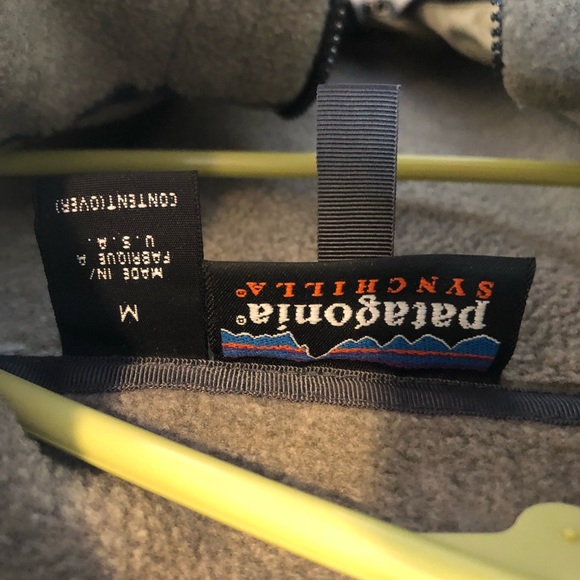 patagonia®
SYNCHILLA®
M
MADE IN/
FABRIQUE A
U.S.A.
CONTENT(OVER)